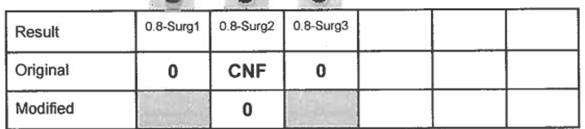 Result 0.8-Surg1 0.8-Surg2 0.8-Surg3
Original 0 CNF 0
Modified 0